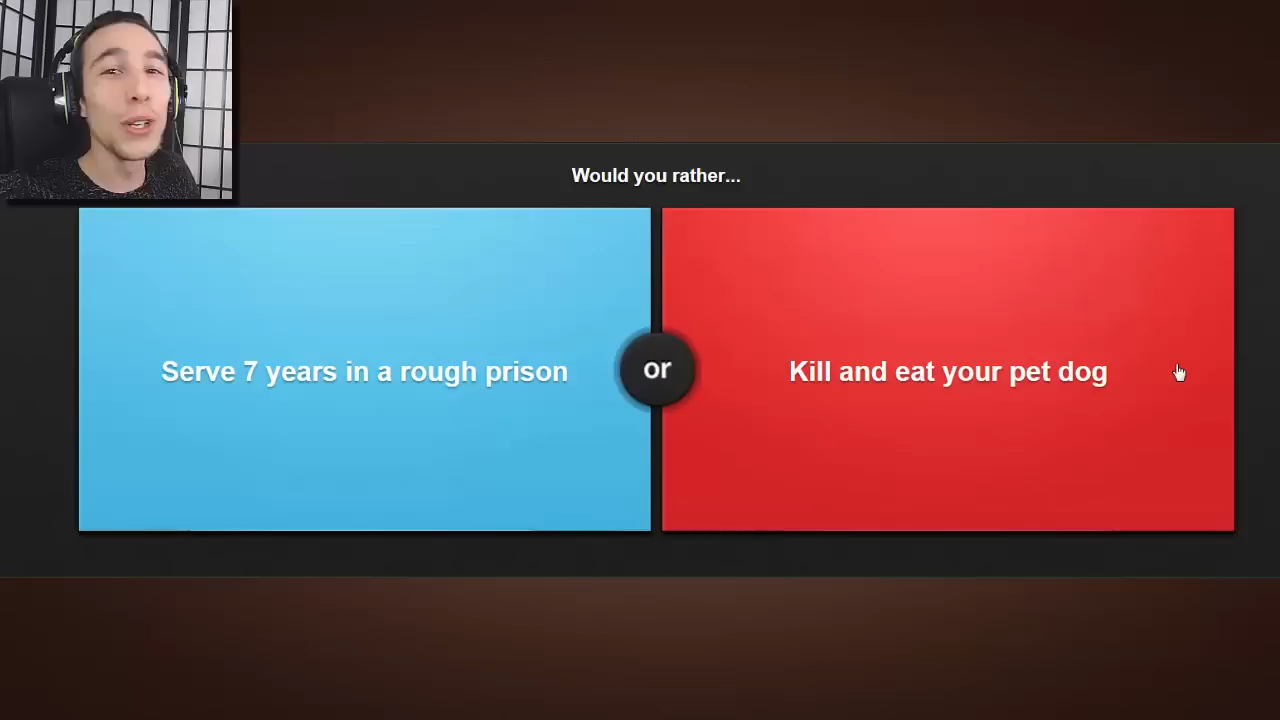 Would you rather...
Serve 7 years in a rough prison
or
Kill and eat your pet dog